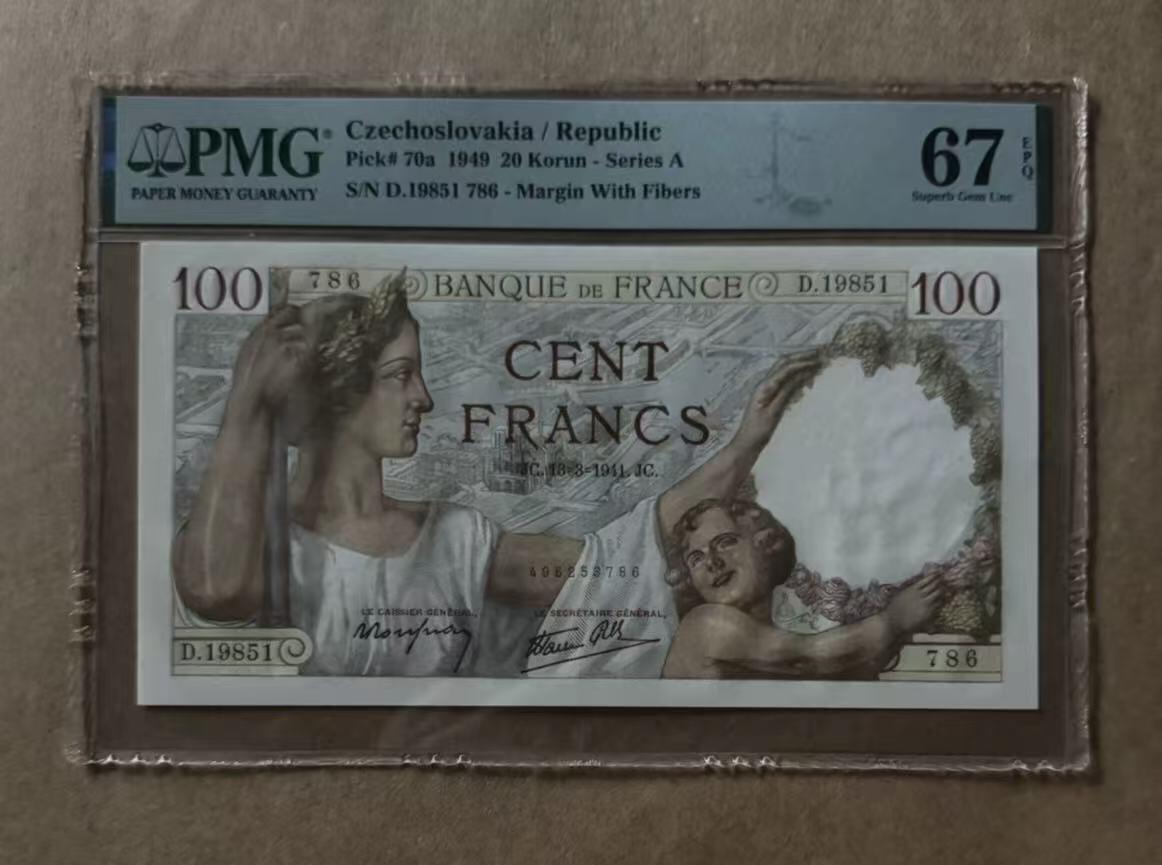 PMG®
PAPER MONEY GUARANTY
Czechoslovakia / Republic
Pick# 70a 1949 20 Korun - Series A
S/N D.19851 786 - Margin With Fibers
67
EPQ
Superb Gem Unc
100 786 BANQUE DE FRANCE D.19851 100
CENT
FRANCS
JC. 13-3-1941. JC.
496253786
LE CAISSIER GÉNÉRAL, LE SECRÉTAIRE GÉNÉRAL,
D.19851 786